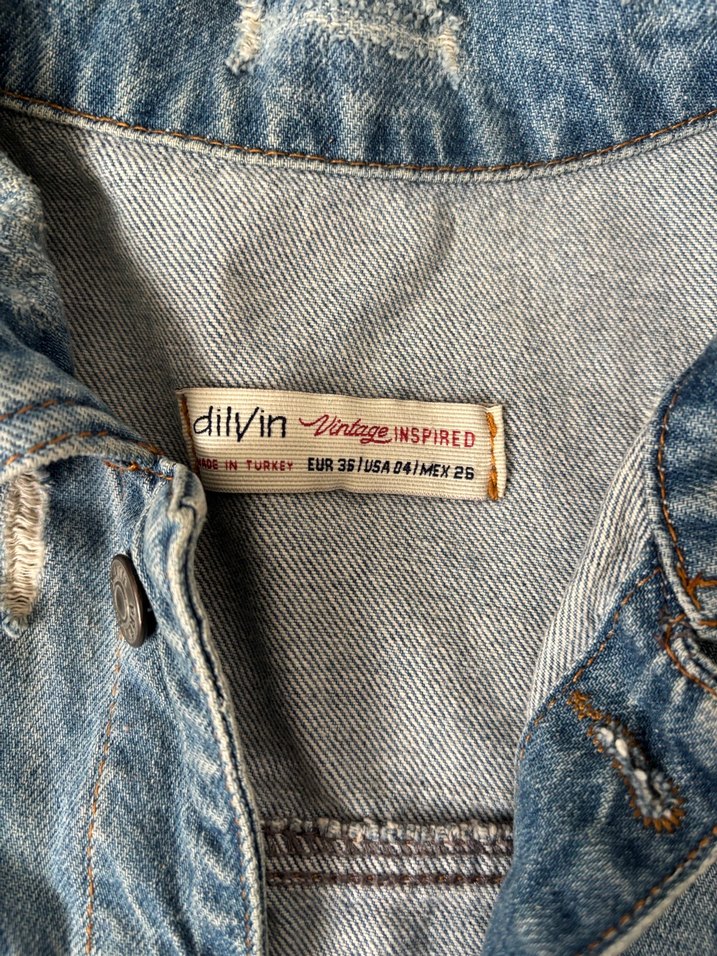 dilvin Vintage INSPIRED
MADE IN TURKEY EUR 36 | USA 04 | MEX 26